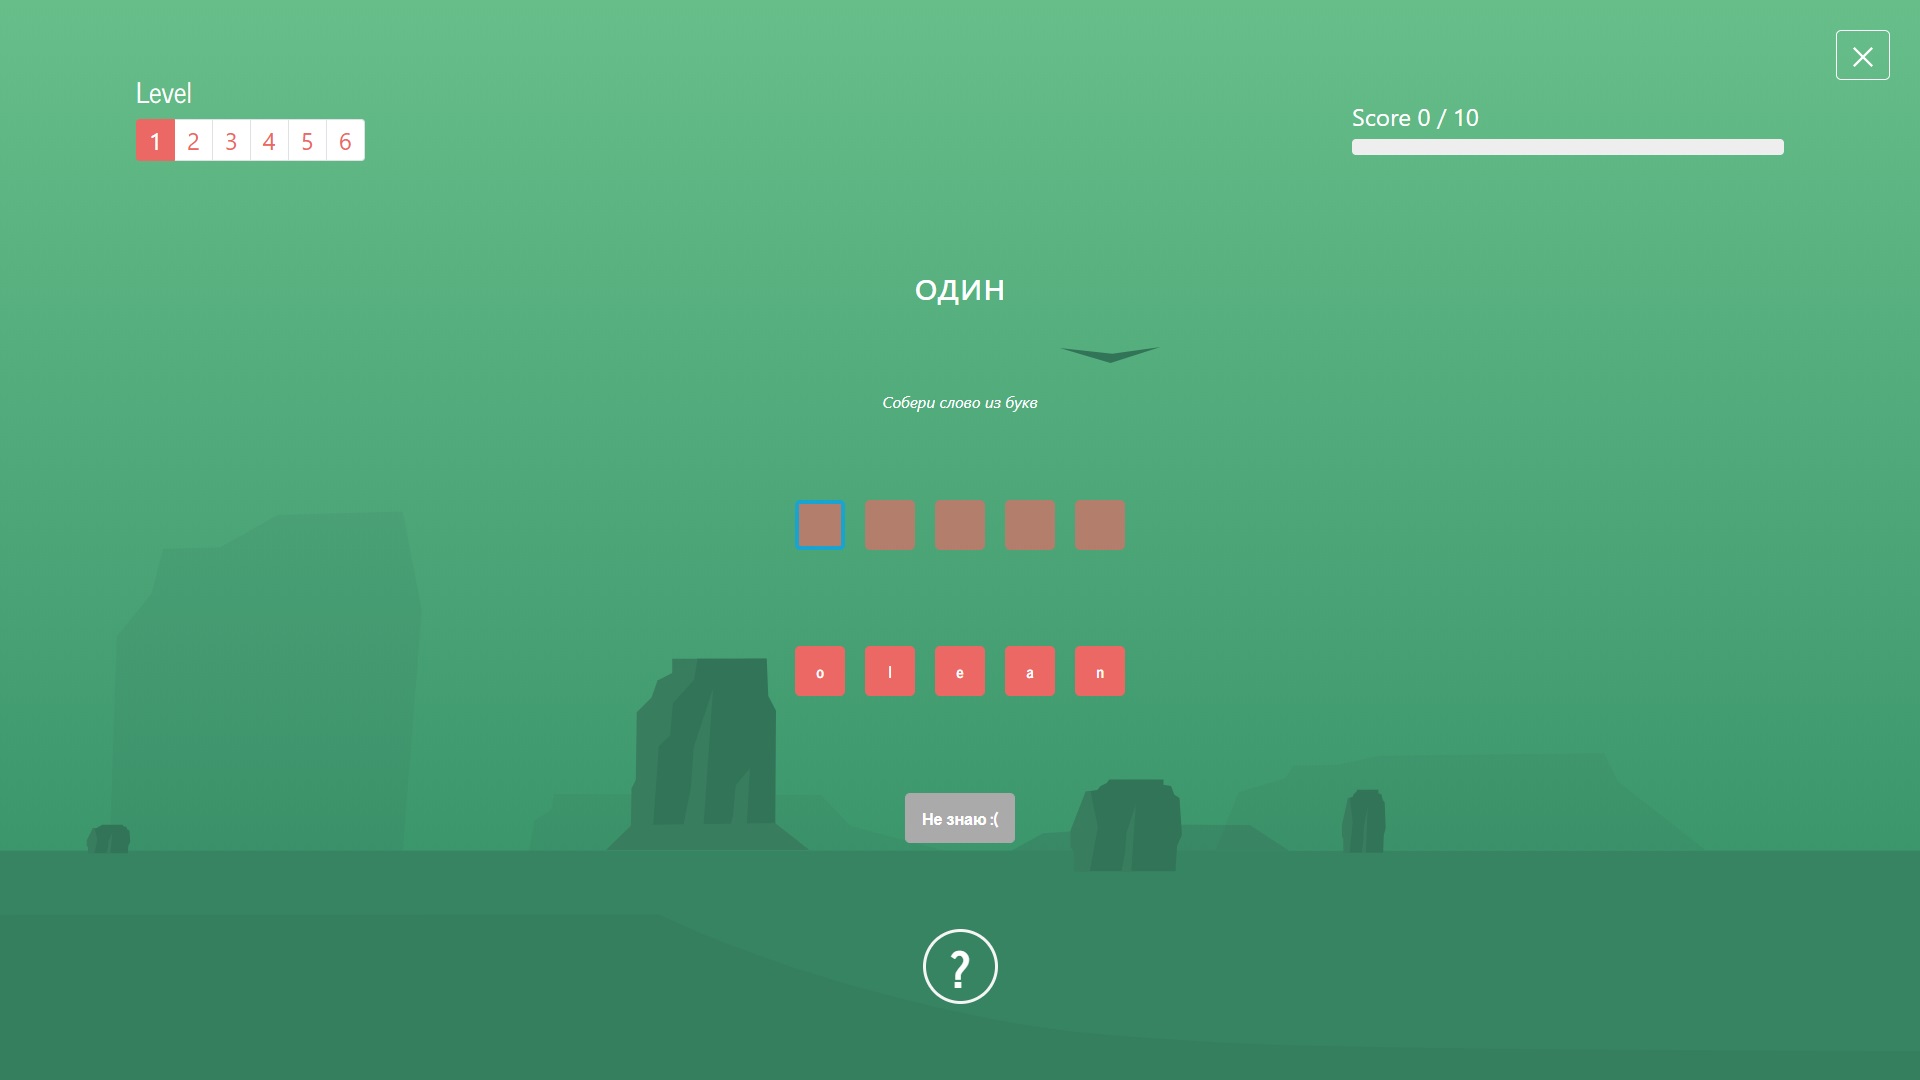 Level
1 2 3 4 5 6
Score 0 / 10
один
Собери слово из букв
o l e a n
Не знаю :(
?